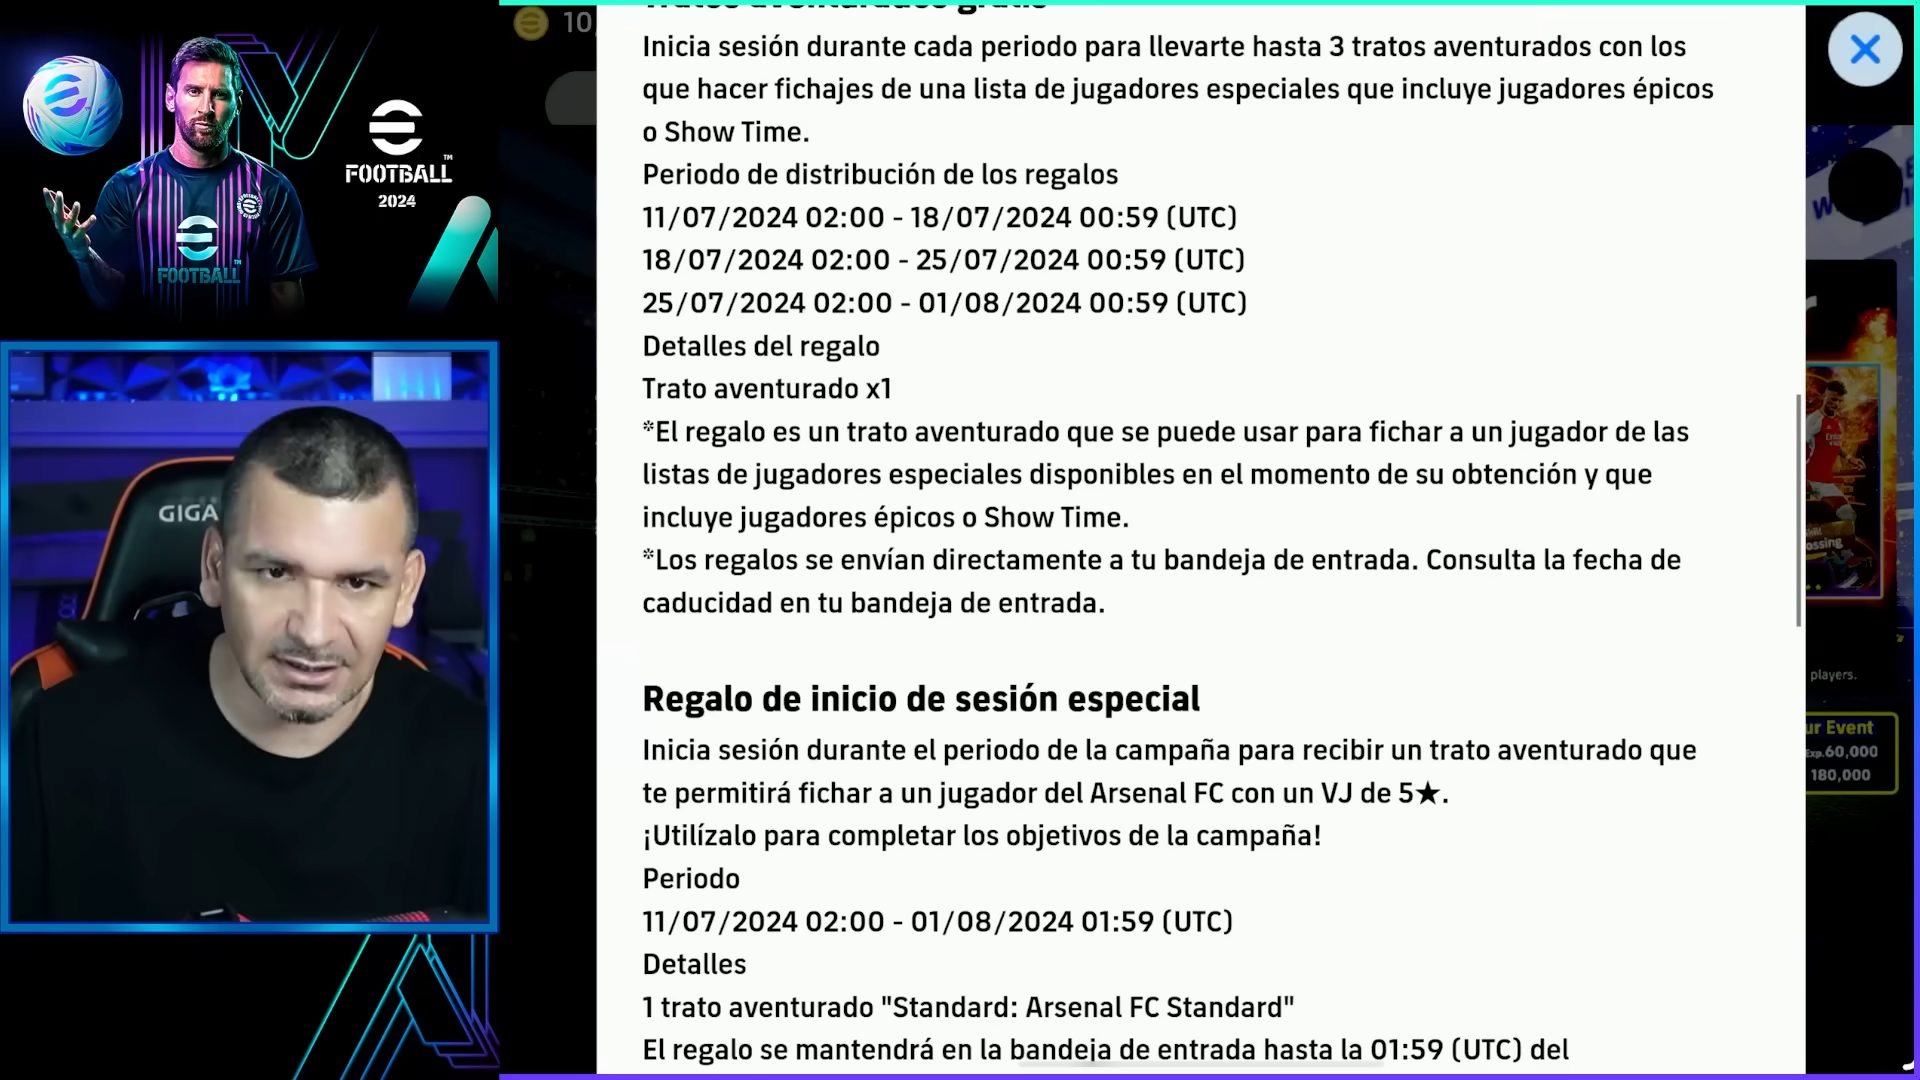 Tratos aventurados gratis
10,
Inicia sesión durante cada periodo para llevarte hasta 3 tratos aventurados con los
que hacer fichajes de una lista de jugadores especiales que incluye jugadores épicos
o Show Time.
Periodo de distribución de los regalos
11/07/2024 02:00 - 18/07/2024 00:59 (UTC)
18/07/2024 02:00 - 25/07/2024 00:59 (UTC)
25/07/2024 02:00 - 01/08/2024 00:59 (UTC)
Detalles del regalo
Trato aventurado x1
*El regalo es un trato aventurado que se puede usar para fichar a un jugador de las
listas de jugadores especiales disponibles en el momento de su obtención y que
incluye jugadores épicos o Show Time.
*Los regalos se envían directamente a tu bandeja de entrada. Consulta la fecha de
caducidad en tu bandeja de entrada.
Regalo de inicio de sesión especial
Inicia sesión durante el periodo de la campaña para recibir un trato aventurado que
te permitirá fichar a un jugador del Arsenal FC con un VJ de 5★.
¡Utilízalo para completar los objetivos de la campaña!
Periodo
11/07/2024 02:00 - 01/08/2024 01:59 (UTC)
Detalles
1 trato aventurado "Standard: Arsenal FC Standard"
El regalo se mantendrá en la bandeja de entrada hasta la 01:59 (UTC) del
FOOTBALL™
2024
FOOTBALL
GIGA
ossing
players.
ur Event
Exp.60,000
180,000